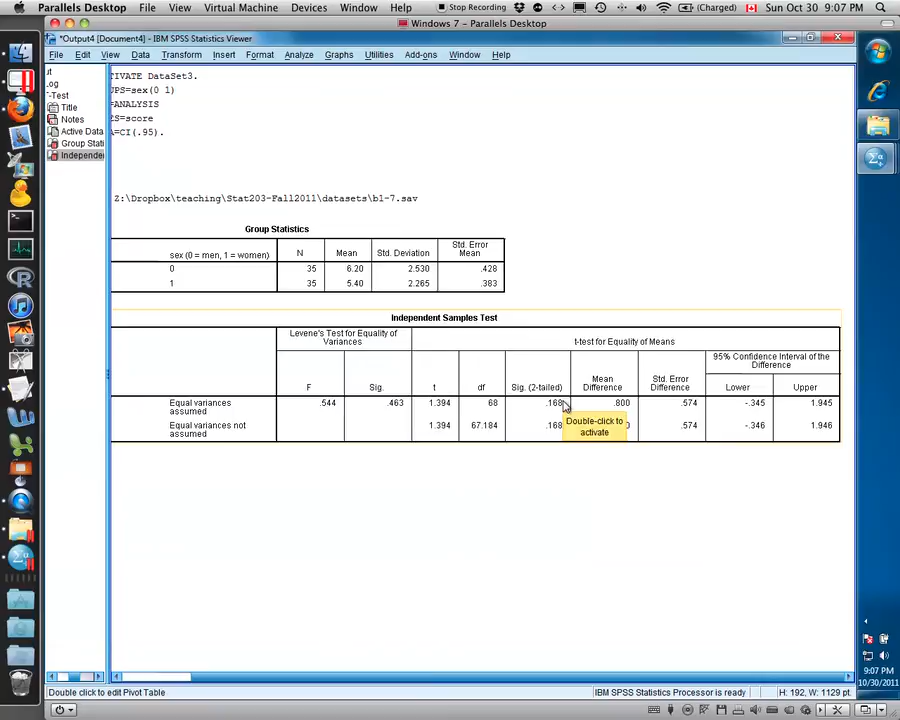 Parallels Desktop File View Virtual Machine Devices Window Help Stop Recording (Charged) Sun Oct 30 9:07 PM
Windows 7 - Parallels Desktop
*Output4 [Document4] - IBM SPSS Statistics Viewer
File Edit View Data Transform Insert Format Graphs Analyze Utilities Add-ons Window Help
ut
.og
-Test
Title
Notes
Active Data
Group Stati
Independe
TIVATE DataSet3.
UPS=sex(0 1)
=ANALYSIS
ES=score
A=CI(.95).
Z:\Dropbox\teaching\Stat203-Fall2011\datasets\b1-7.sav
Group Statistics
sex (0 = men, 1 = women) N Mean Std. Deviation Std. Error Mean
0 35 6.20 2.530 .428
1 35 5.40 2.265 .383
Independent Samples Test
Levene's Test for Equality of Variances t-test for Equality of Means
95% Confidence Interval of the Difference
F Sig. t df Sig. (2-tailed) Mean Difference Std. Error Difference Lower Upper
Equal variances assumed .544 .463 1.394 68 .168 .800 .574 -.345 1.945
Equal variances not assumed 1.394 67.184 .168 0 .574 -.346 1.946
Double-click to activate
Double click to edit Pivot Table
IBM SPSS Statistics Processor is ready
H: 192, W: 1129 pt.
9:07 PM
10/30/2011